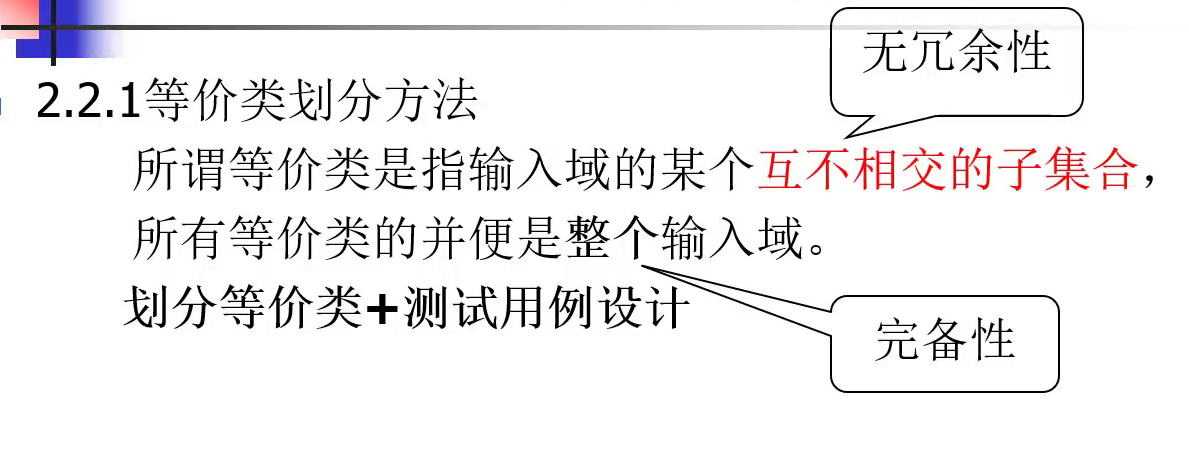 无冗余性
2.2.1等价类划分方法
所谓等价类是指输入域的某个互不相交的子集合，
所有等价类的并便是整个输入域。
划分等价类+测试用例设计
完备性